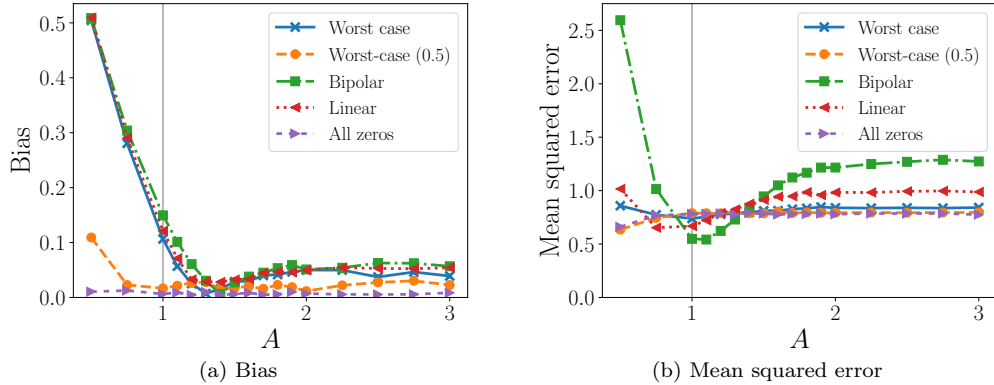 0.5
0.4
0.3
0.2
0.1
0.0
Bias
1
2
3
A
Worst case
Worst-case (0.5)
Bipolar
Linear
All zeros
(a) Bias
2.5
2.0
1.5
1.0
0.5
0.0
Mean squared error
1
2
3
A
Worst case
Worst-case (0.5)
Bipolar
Linear
All zeros
(b) Mean squared error